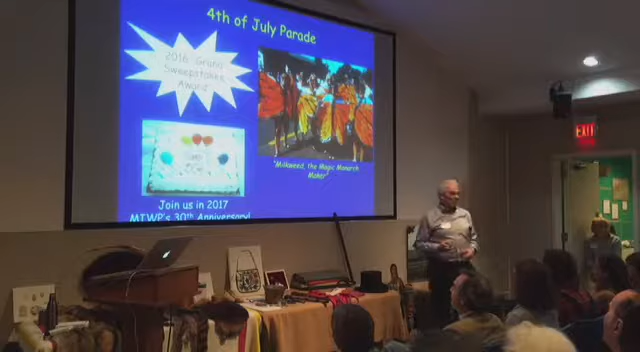 4th of July Parade
2016 Grand
Sweepstakes
Award
"Milkweed, the Magic Monarch
Maker"
Join us in 2017
MTWP's 30th Anniversary!
EXIT